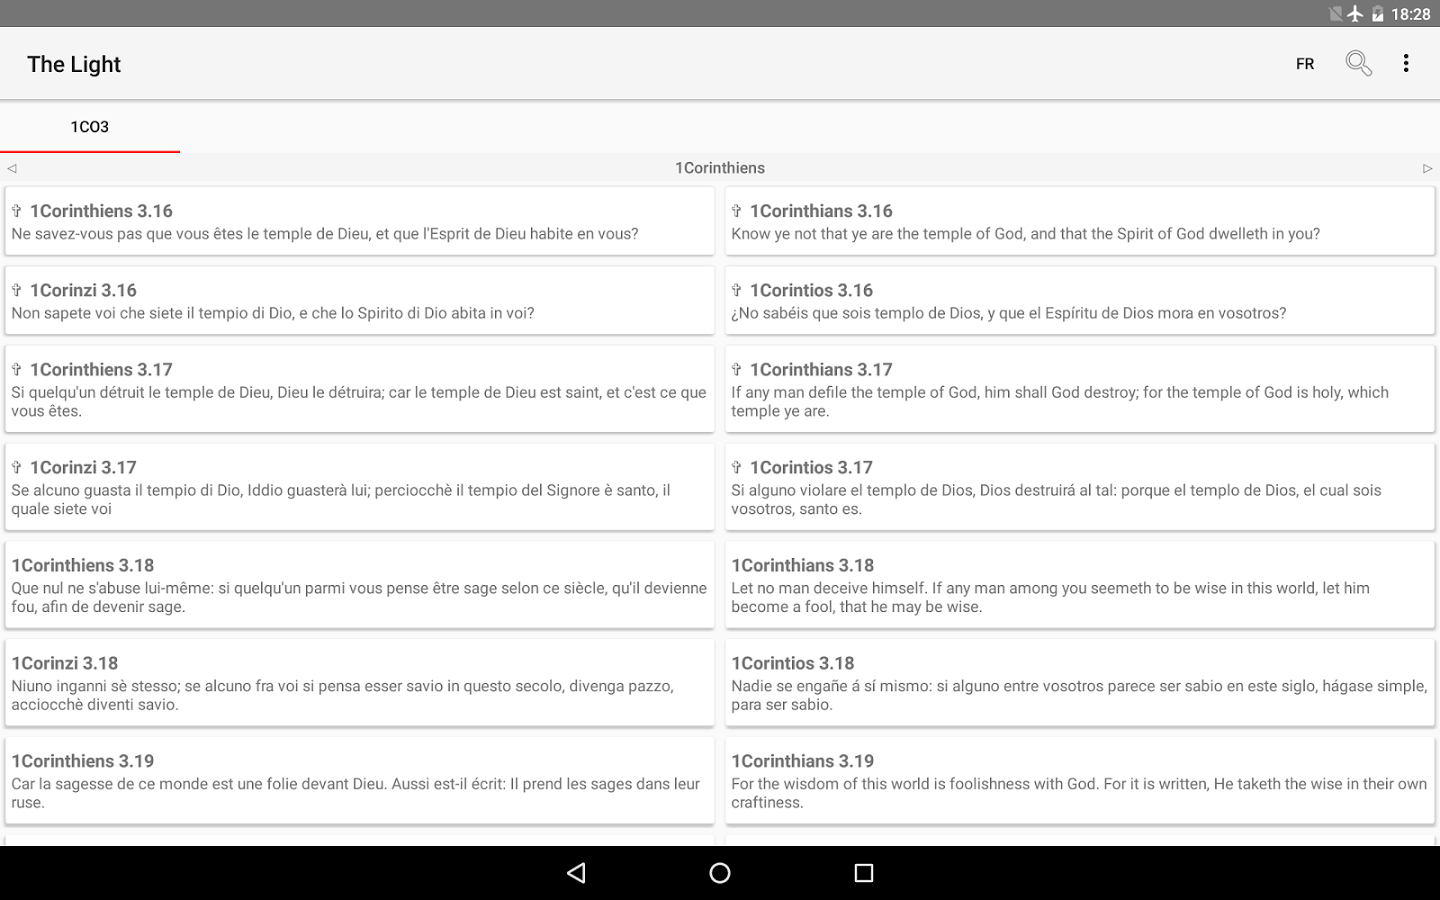 18:28
The Light
FR
1CO3
1Corinthiens
✞ 1Corinthiens 3.16
Ne savez-vous pas que vous êtes le temple de Dieu, et que l'Esprit de Dieu habite en vous?
✞ 1Corinthians 3.16
Know ye not that ye are the temple of God, and that the Spirit of God dwelleth in you?
✞ 1Corinzi 3.16
Non sapete voi che siete il tempio di Dio, e che lo Spirito di Dio abita in voi?
✞ 1Corintios 3.16
¿No sabéis que sois templo de Dios, y que el Espíritu de Dios mora en vosotros?
✞ 1Corinthiens 3.17
Si quelqu'un détruit le temple de Dieu, Dieu le détruira; car le temple de Dieu est saint, et c'est ce que
vous êtes.
✞ 1Corinthians 3.17
If any man defile the temple of God, him shall God destroy; for the temple of God is holy, which
temple ye are.
✞ 1Corinzi 3.17
Se alcuno guasta il tempio di Dio, Iddio guasterà lui; perciocchè il tempio del Signore è santo, il
quale siete voi
✞ 1Corintios 3.17
Si alguno violare el templo de Dios, Dios destruirá al tal: porque el templo de Dios, el cual sois
vosotros, santo es.
1Corinthiens 3.18
Que nul ne s'abuse lui-même: si quelqu'un parmi vous pense être sage selon ce siècle, qu'il devienne
fou, afin de devenir sage.
1Corinthians 3.18
Let no man deceive himself. If any man among you seemeth to be wise in this world, let him
become a fool, that he may be wise.
1Corinzi 3.18
Niuno inganni sè stesso; se alcuno fra voi si pensa esser savio in questo secolo, divenga pazzo,
acciocchè diventi savio.
1Corintios 3.18
Nadie se engañe á sí mismo: si alguno entre vosotros parece ser sabio en este siglo, hágase simple,
para ser sabio.
1Corinthiens 3.19
Car la sagesse de ce monde est une folie devant Dieu. Aussi est-il écrit: Il prend les sages dans leur
ruse.
1Corinthians 3.19
For the wisdom of this world is foolishness with God. For it is written, He taketh the wise in their own
craftiness.